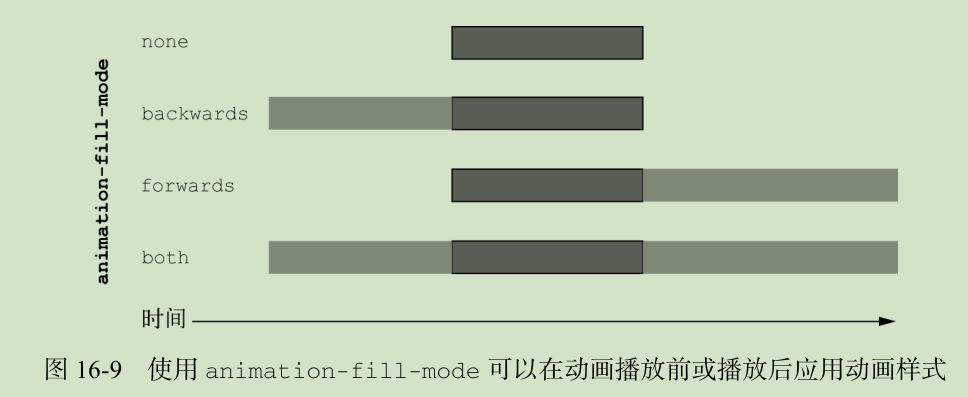 animation-fill-mode
none
backwards
forwards
both
时间
图 16-9 使用 animation-fill-mode 可以在动画播放前或播放后应用动画样式